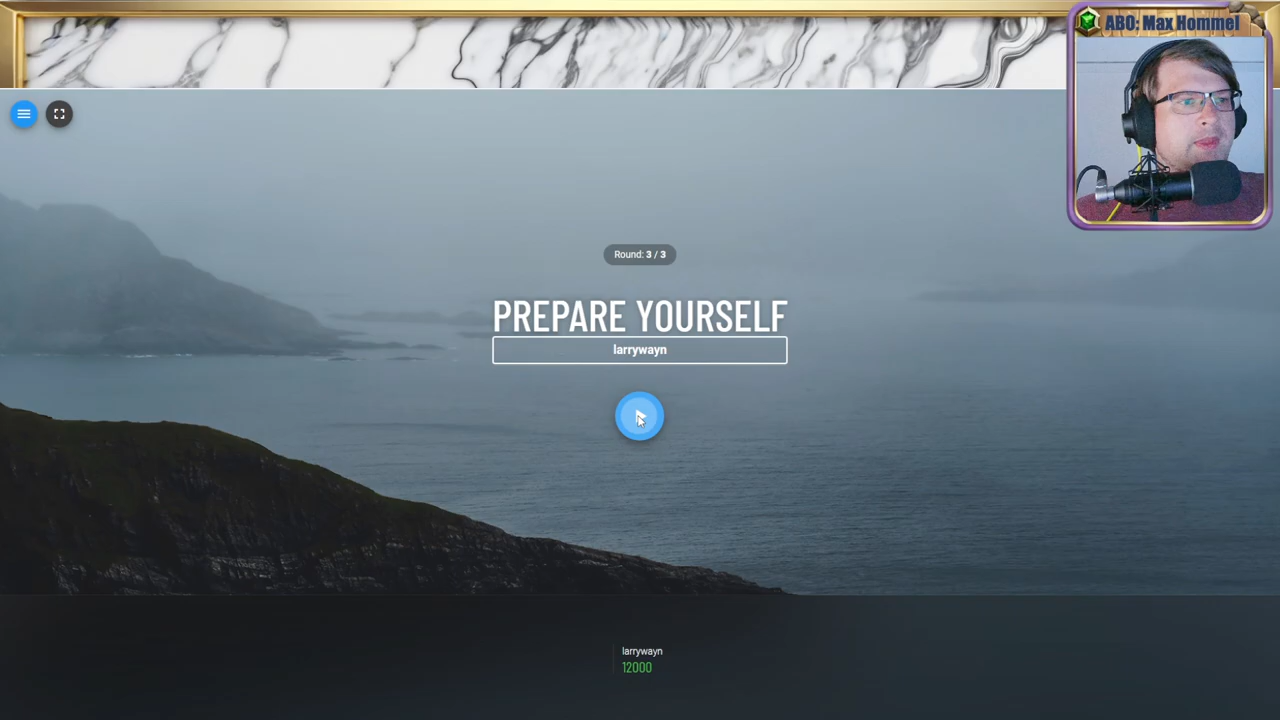 ABO: Max Hommel
Round: 3 / 3
PREPARE YOURSELF
larrywayn
larrywayn
12000